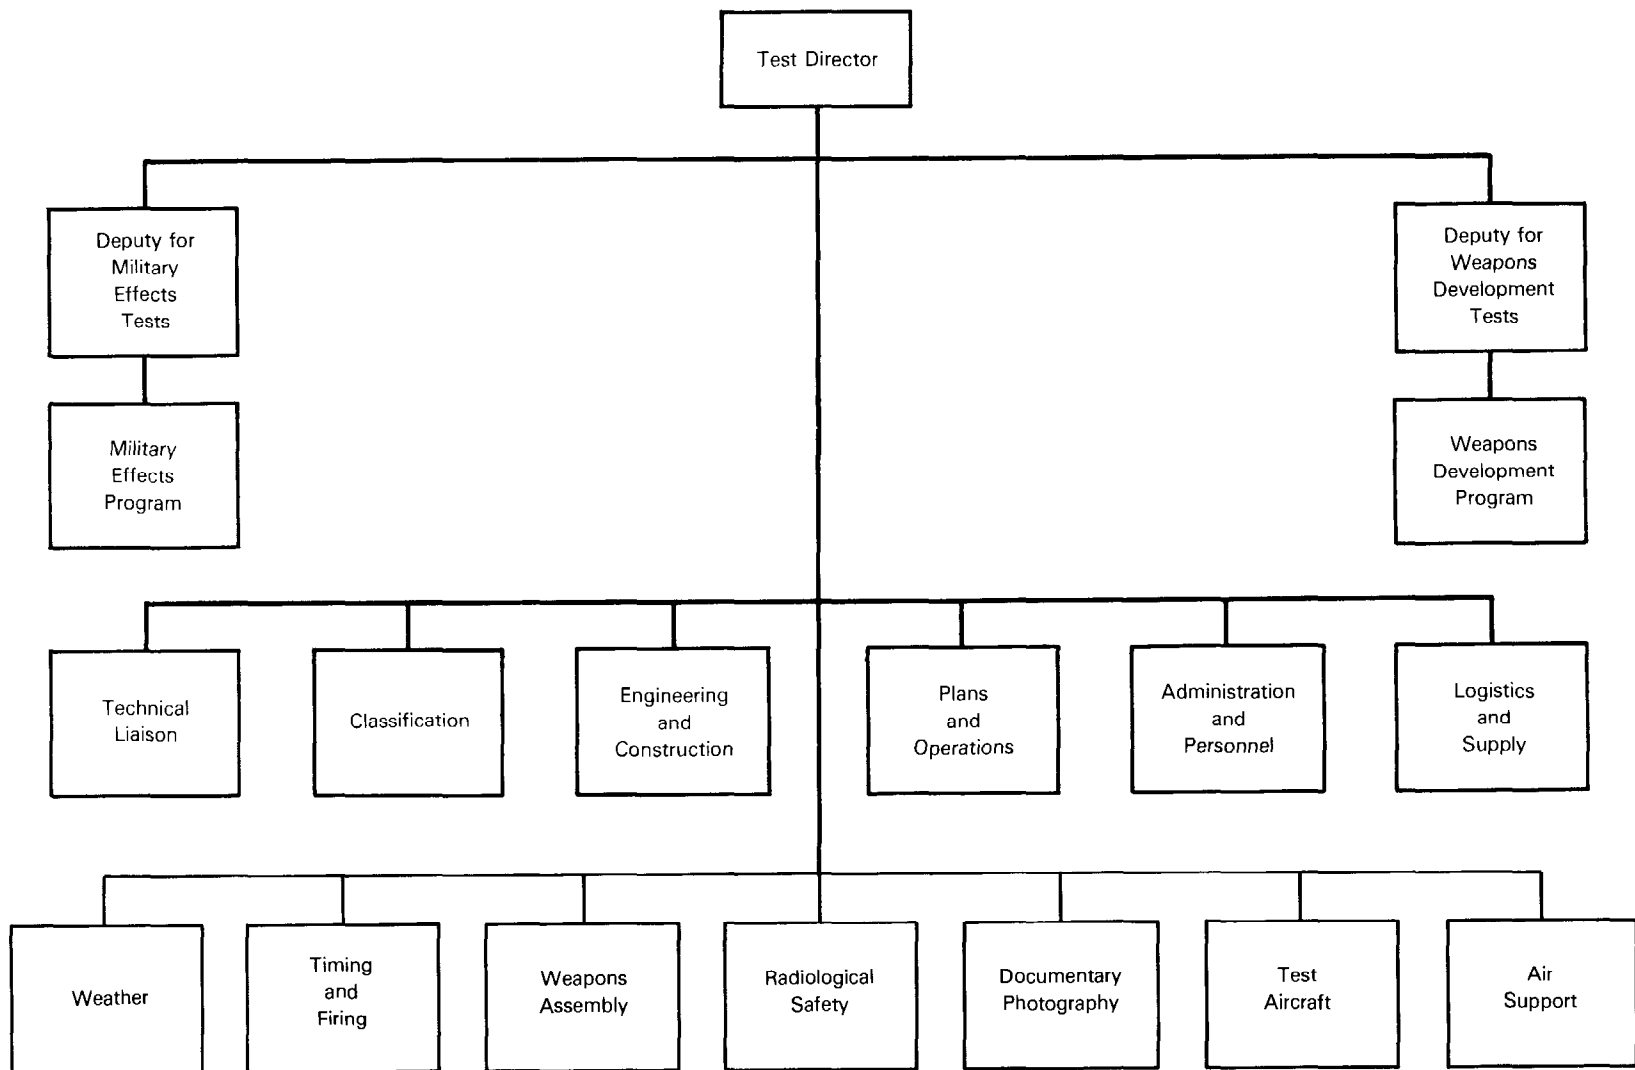 Test Director
Deputy for
Military
Effects
Tests
Deputy for
Weapons
Development
Tests
Military
Effects
Program
Weapons
Development
Program
Technical
Liaison
Classification
Engineering
and
Construction
Plans
and
Operations
Administration
and
Personnel
Logistics
and
Supply
Weather
Timing
and
Firing
Weapons
Assembly
Radiological
Safety
Documentary
Photography
Test
Aircraft
Air
Support